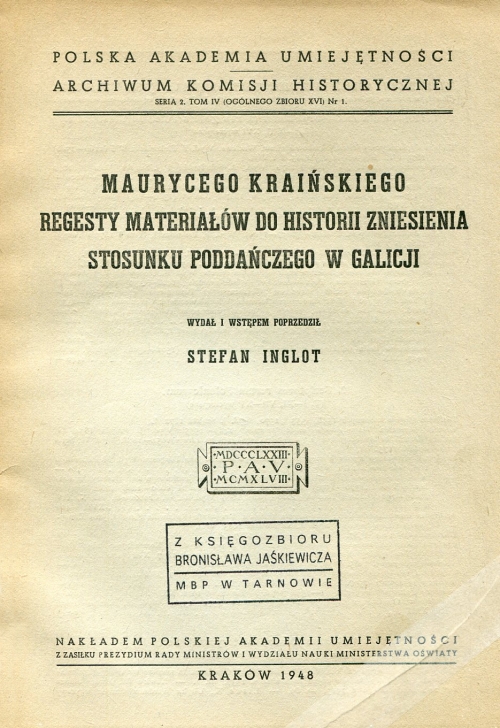 POLSKA AKADEMIA UMIEJĘTNOŚCI
ARCHIWUM KOMISJI HISTORYCZNEJ
SERIA 2. TOM IV (OGÓLNEGO ZBIORU XVI) Nr 1.
MAURYCEGO KRAIŃSKIEGO
REGESTY MATERIAŁÓW DO HISTORII ZNIESIENIA
STOSUNKU PODDAŃCZEGO W GALICJI
WYDAŁ I WSTĘPEM POPRZEDZIŁ
STEFAN INGLOT
·MDCCCLXXIII·
·P·A·V·
·MCMXLVIII·
Z KSIĘGOZBIORU
BRONISŁAWA JAŚKIEWICZA
MBP W TARNOWIE
NAKŁADEM POLSKIEJ AKADEMII UMIEJĘTNOŚCI
Z ZASIŁKU PREZYDIUM RADY MINISTRÓW I WYDZIAŁU NAUKI MINISTERSTWA OŚWIATY
KRAKÓW 1948